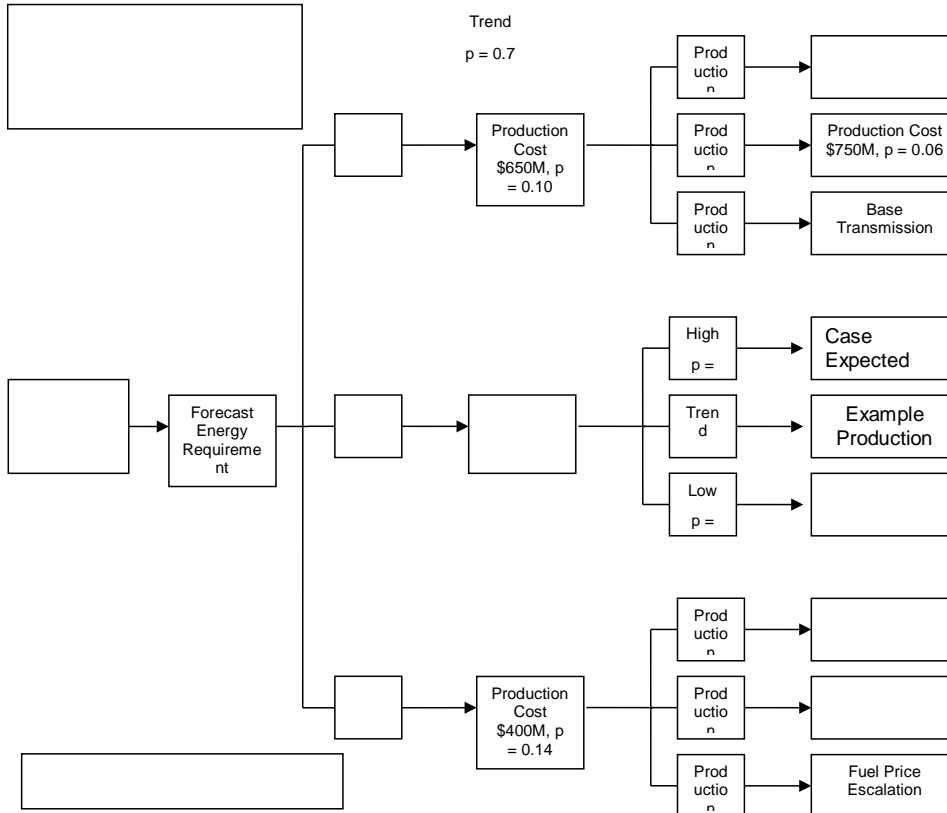 Trend
p = 0.7
Prod
uctio
n
Production
Cost
$650M, p
= 0.10
Prod
uctio
n
Production Cost
$750M, p = 0.06
Prod
uctio
n
Base
Transmission
Forecast
Energy
Requireme
nt
High
p =
Case
Expected
Tren
d
Example
Production
Low
p =
Prod
uctio
n
Production
Cost
$400M, p
= 0.14
Prod
uctio
n
Prod
uctio
n
Fuel Price
Escalation